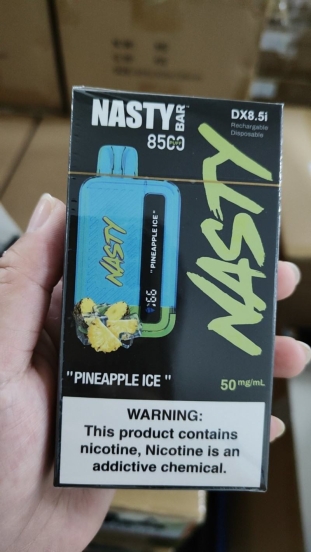 NASTY BAR
8500
DX8.5i
Rechargeable
Disposable
NASTY
NASTY
"PINEAPPLE ICE"
"PINEAPPLE ICE"
50 mg/mL
WARNING:
This product contains
nicotine, Nicotine is an
addictive chemical.